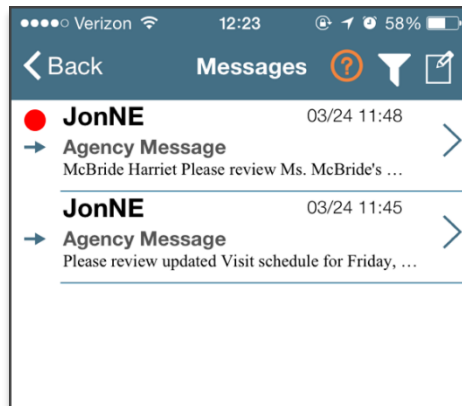 Verizon 12:23 58%
Back Messages ?
JonNE 03/24 11:48
Agency Message
McBride Harriet Please review Ms. McBride's ...
JonNE 03/24 11:45
Agency Message
Please review updated Visit schedule for Friday, ...